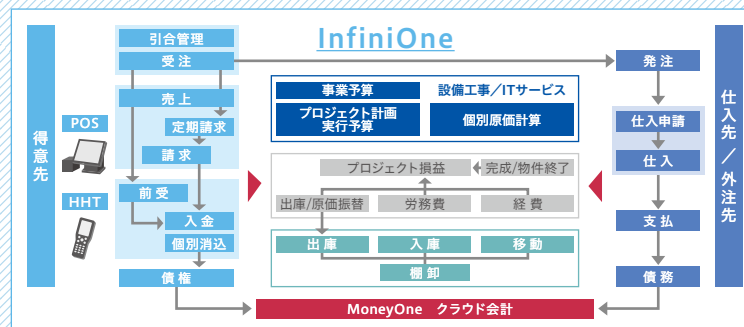 InfiniOne
得意先
POS
HHT
引合管理
受注
売上
定期請求
請求
前受
入金
個別消込
債権
事業予算
設備工事／ITサービス
プロジェクト計画
実行予算
個別原価計算
プロジェクト損益
完成/物件終了
出庫/原価振替
労務費
経費
出庫
入庫
移動
棚卸
発注
仕入申請
仕入
支払
債務
仕入先／外注先
MoneyOne クラウド会計